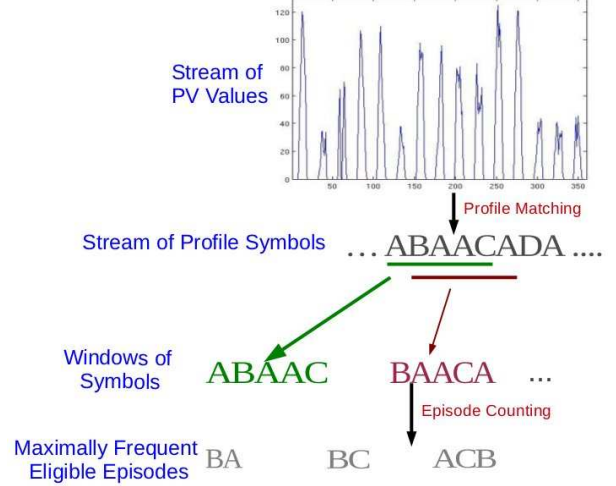 120
100
80
60
40
20
0
50 100 150 200 250 300 350
Stream of
PV Values
Profile Matching
Stream of Profile Symbols ... ABAACADA ....
Windows of
Symbols
ABAAC BAACA ...
Episode Counting
Maximally Frequent
Eligible Episodes
BA BC ACB